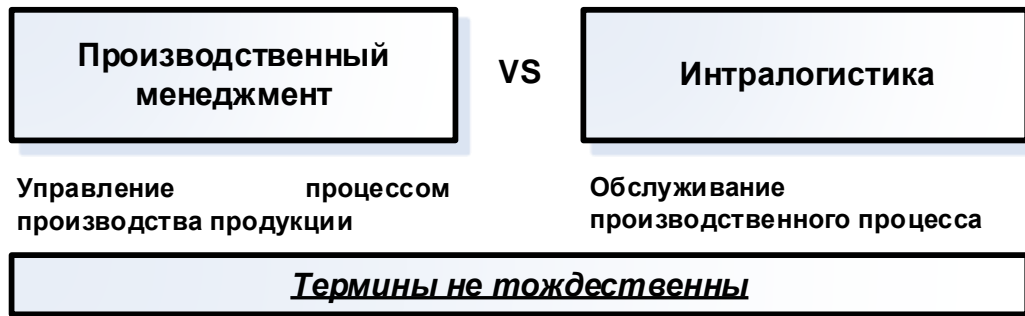 Производственный
менеджмент
VS
Интралогистика
Управление процессом
производства продукции
Обслуживание
производственного процесса
Термины не тождественны